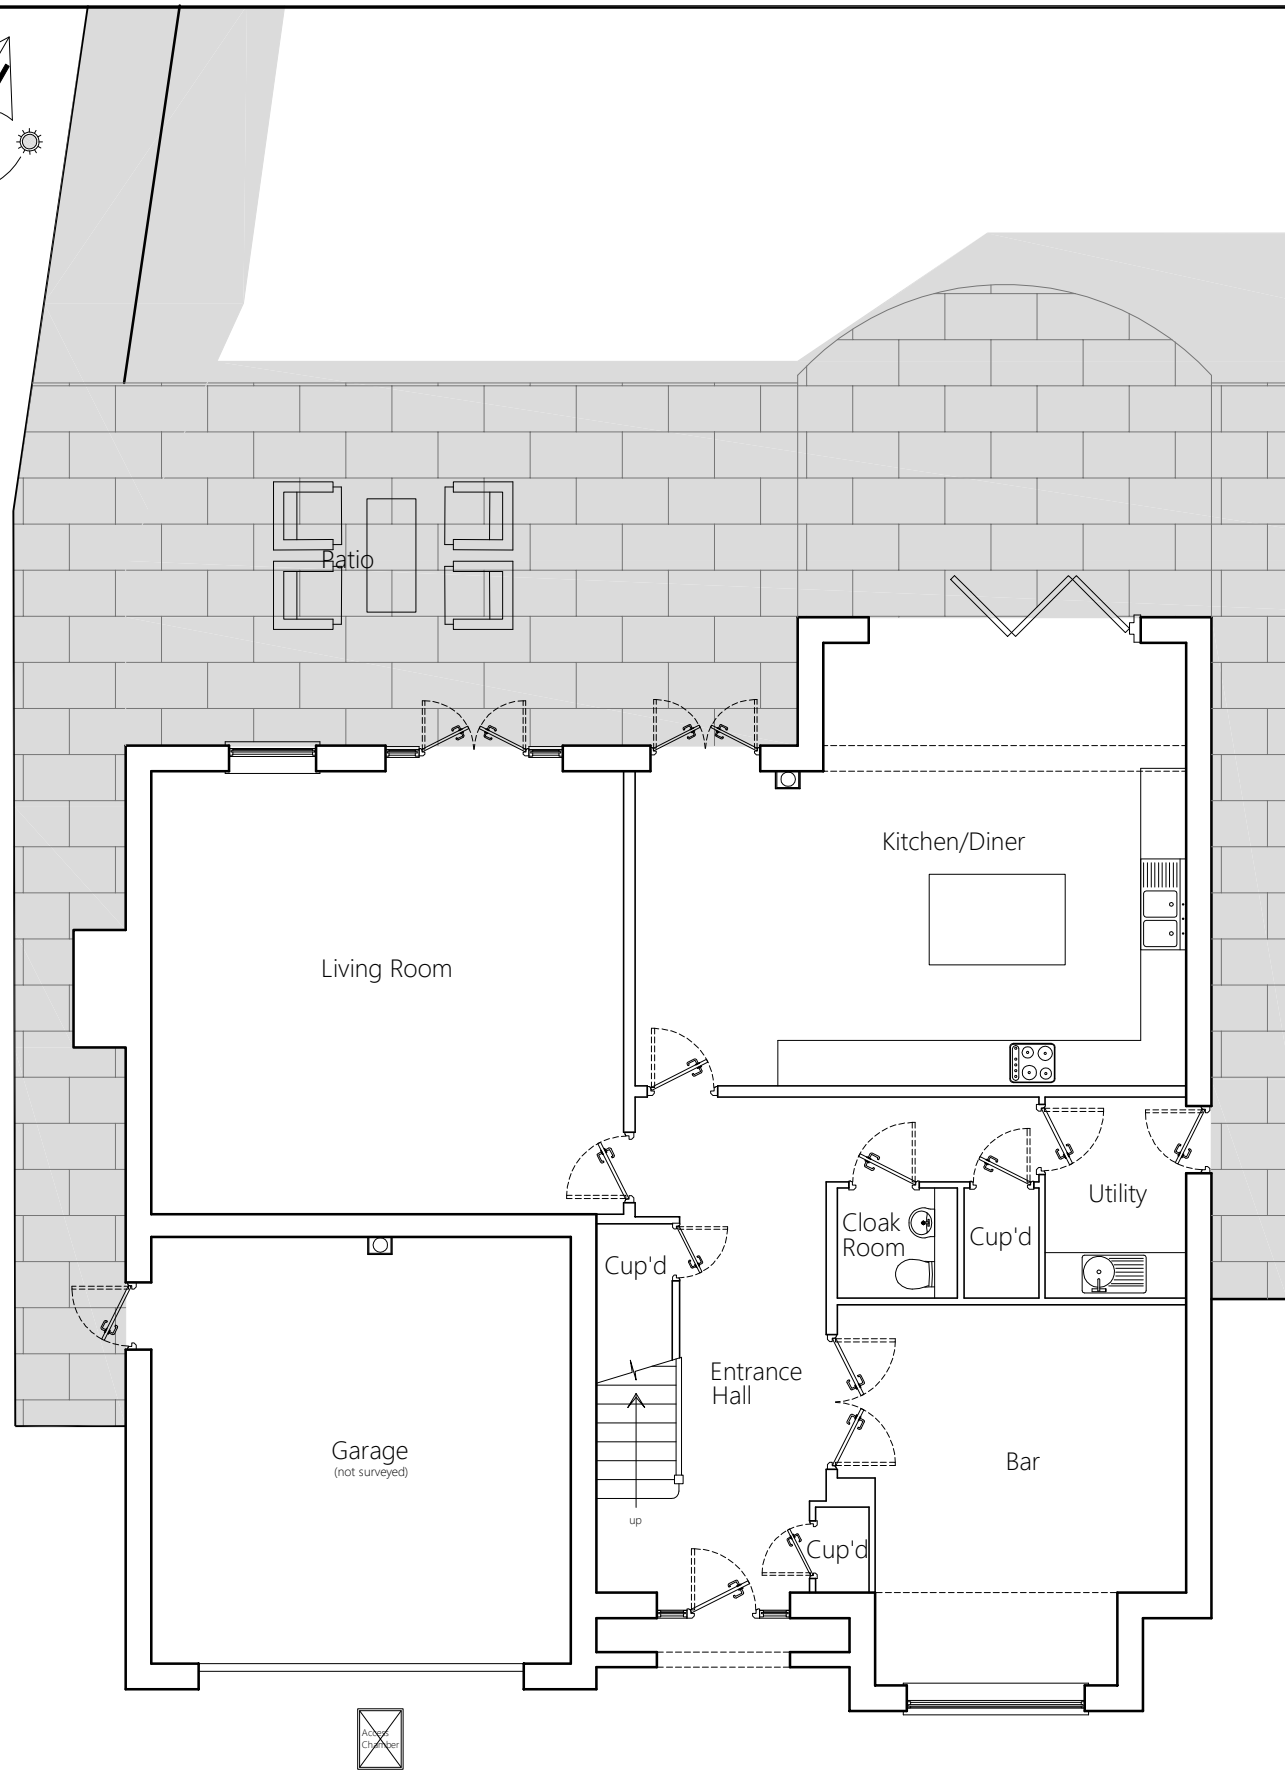 Patio
Kitchen/Diner
Living Room
Utility
Cloak
Room
Cup'd
Cup'd
Entrance
Hall
Garage
(not surveyed)
Bar
up
Cup'd
Access
Chamber